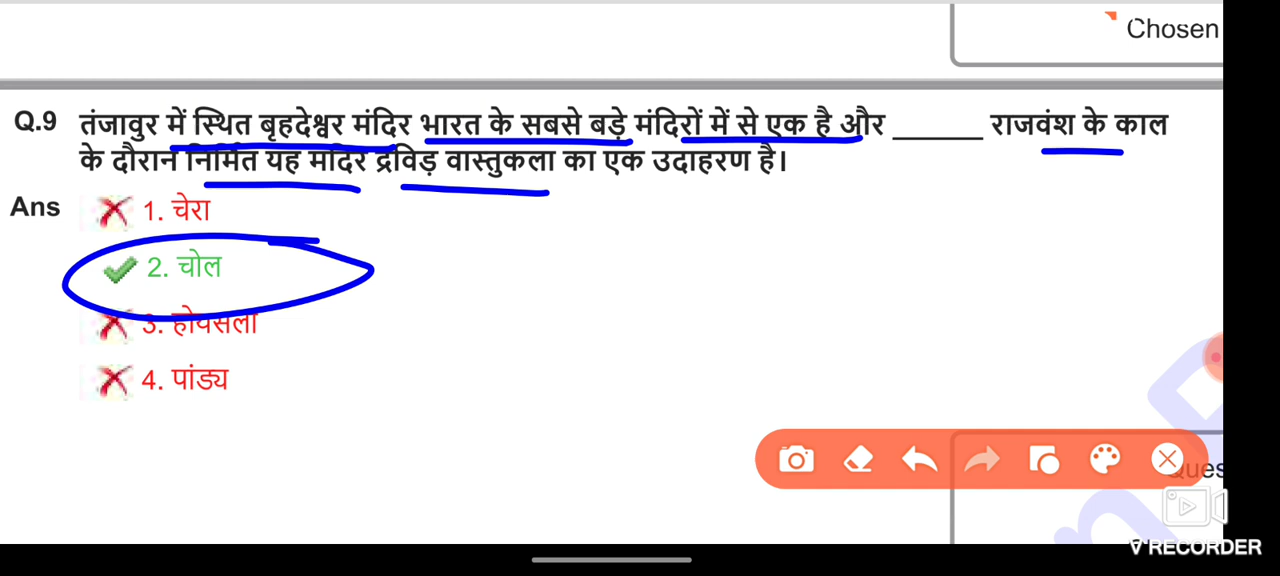 Chosen
Q.9 तंजावुर में स्थित बृहदेश्वर मंदिर भारत के सबसे बड़े मंदिरों में से एक है और ______ राजवंश के काल
के दौरान निर्मित यह मंदिर द्रविड़ वास्तुकला का एक उदाहरण है।
Ans 1. चेरा
2. चोल
3. होयसला
4. पांड्य
Ques
RECORDER